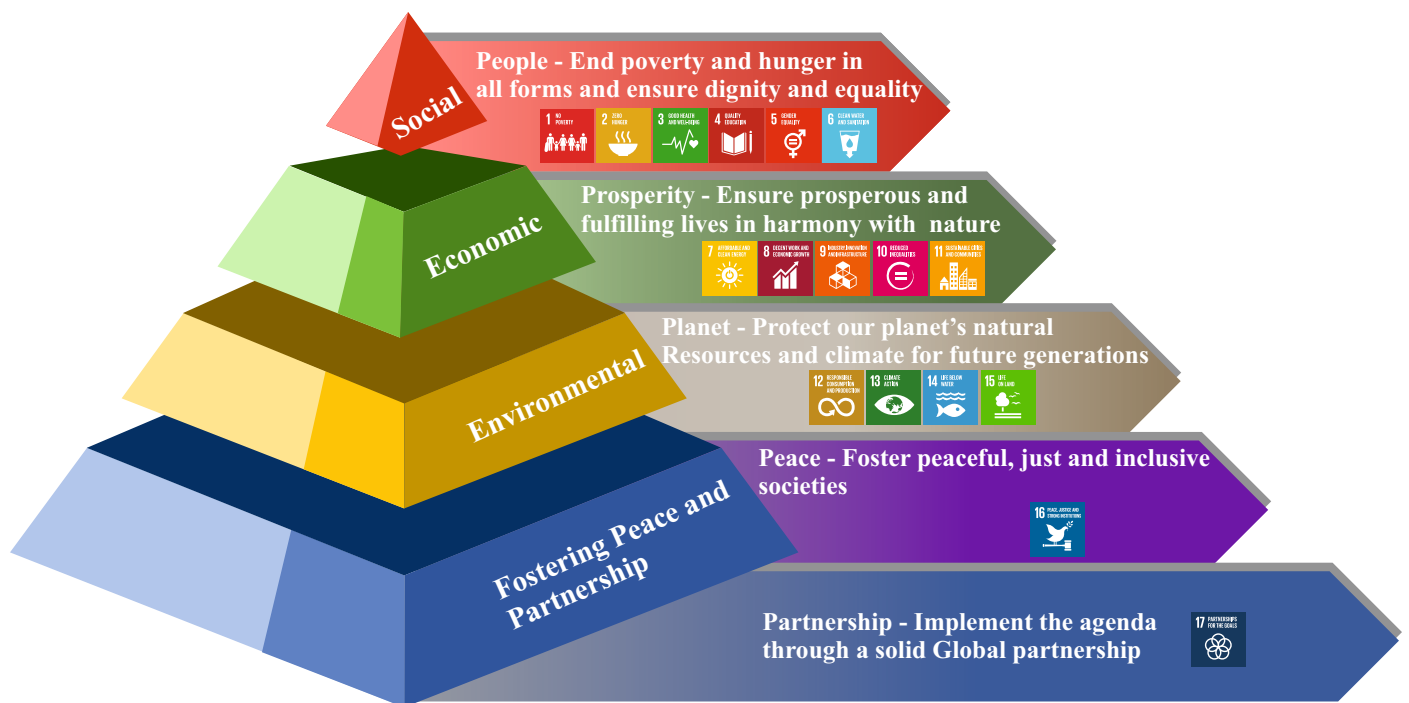 People - End poverty and hunger in
all forms and ensure dignity and equality
Social
1 NO
POVERTY
2 ZERO
HUNGER
3 GOOD HEALTH
AND WELL-BEING
4 QUALITY
EDUCATION
5 GENDER
EQUALITY
6 CLEAN WATER
AND SANITATION
Prosperity - Ensure prosperous and
fulfilling lives in harmony with nature
Economic
7 AFFORDABLE AND
CLEAN ENERGY
8 DECENT WORK AND
ECONOMIC GROWTH
9 INDUSTRY, INNOVATION
AND INFRASTRUCTURE
10 REDUCED
INEQUALITIES
11 SUSTAINABLE CITIES
AND COMMUNITIES
Planet - Protect our planet’s natural
Resources and climate for future generations
Environmental
12 RESPONSIBLE
CONSUMPTION
AND PRODUCTION
13 CLIMATE
ACTION
14 LIFE BELOW
WATER
15 LIFE
ON LAND
Peace - Foster peaceful, just and inclusive
societies
16 PEACE, JUSTICE AND
STRONG INSTITUTIONS
Fostering Peace and
Partnership
Partnership - Implement the agenda
through a solid Global partnership
17 PARTNERSHIPS
FOR THE GOALS